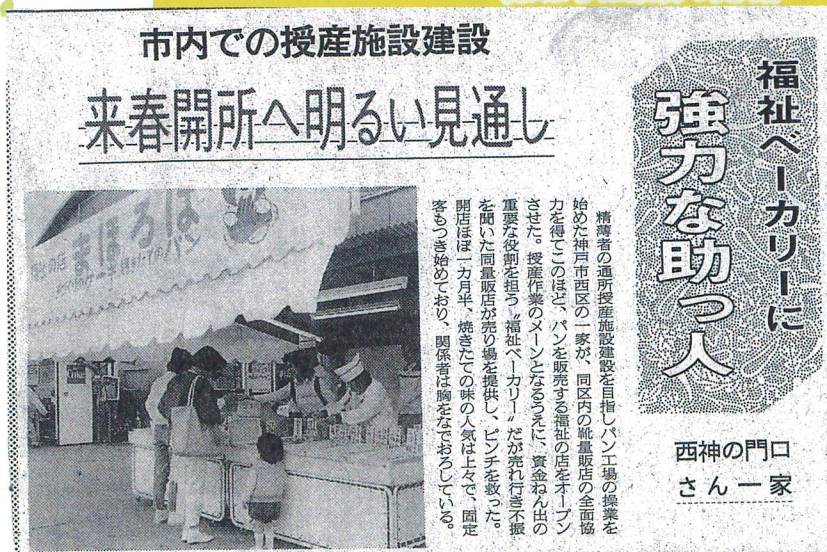 市内での授産施設建設
来春開所へ明るい見通し
福祉ベーカリーに
強力な助っ人
西神の門口
さん一家
精薄者の通所授産施設建設を目指しパン工場の操業を
始めた神戸市西区の一家が、同区内の靴量販店の全面協
力を得てこのほど、パンを販売する福祉の店をオープン
させた。授産作業のメーンとなるうえに、資金ねん出の
重要な役割を担う〝福祉ベーカリー〟だが売れ行き不振
を聞いた同量販店が売り場を提供し、ピンチを救った。
開店ほぼ一カ月半、焼きたての味の人気は上々で、固定
客もつき始めており、関係者は胸をなでおろしている。
まほろば
パン